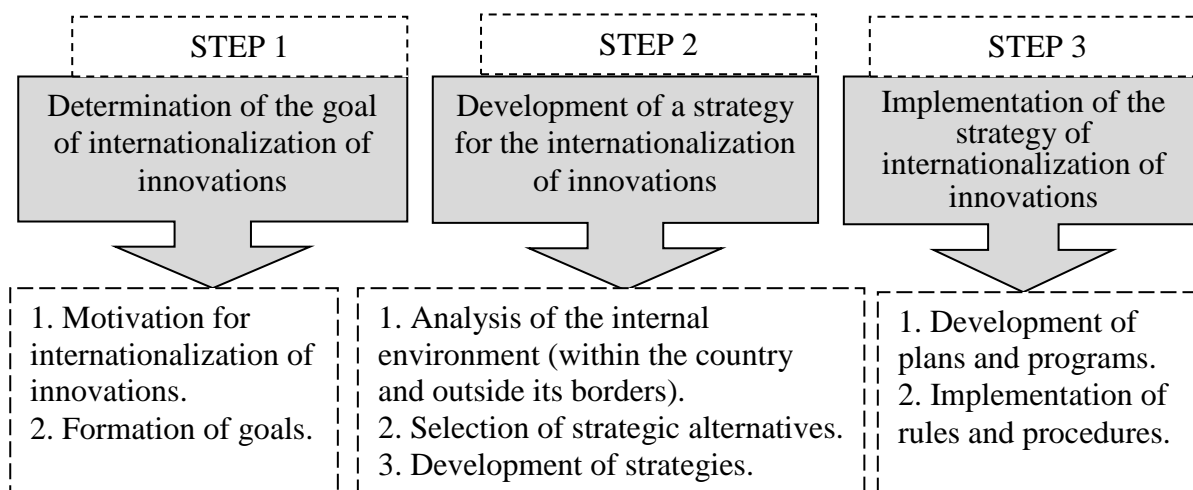 STEP 1
Determination of the goal
of internationalization of
innovations
1. Motivation for
internationalization of
innovations.
2. Formation of goals.
STEP 2
Development of a strategy
for the internationalization
of innovations
1. Analysis of the internal
environment (within the country
and outside its borders).
2. Selection of strategic alternatives.
3. Development of strategies.
STEP 3
Implementation of the
strategy of
internationalization of
innovations
1. Development of
plans and programs.
2. Implementation of
rules and procedures.